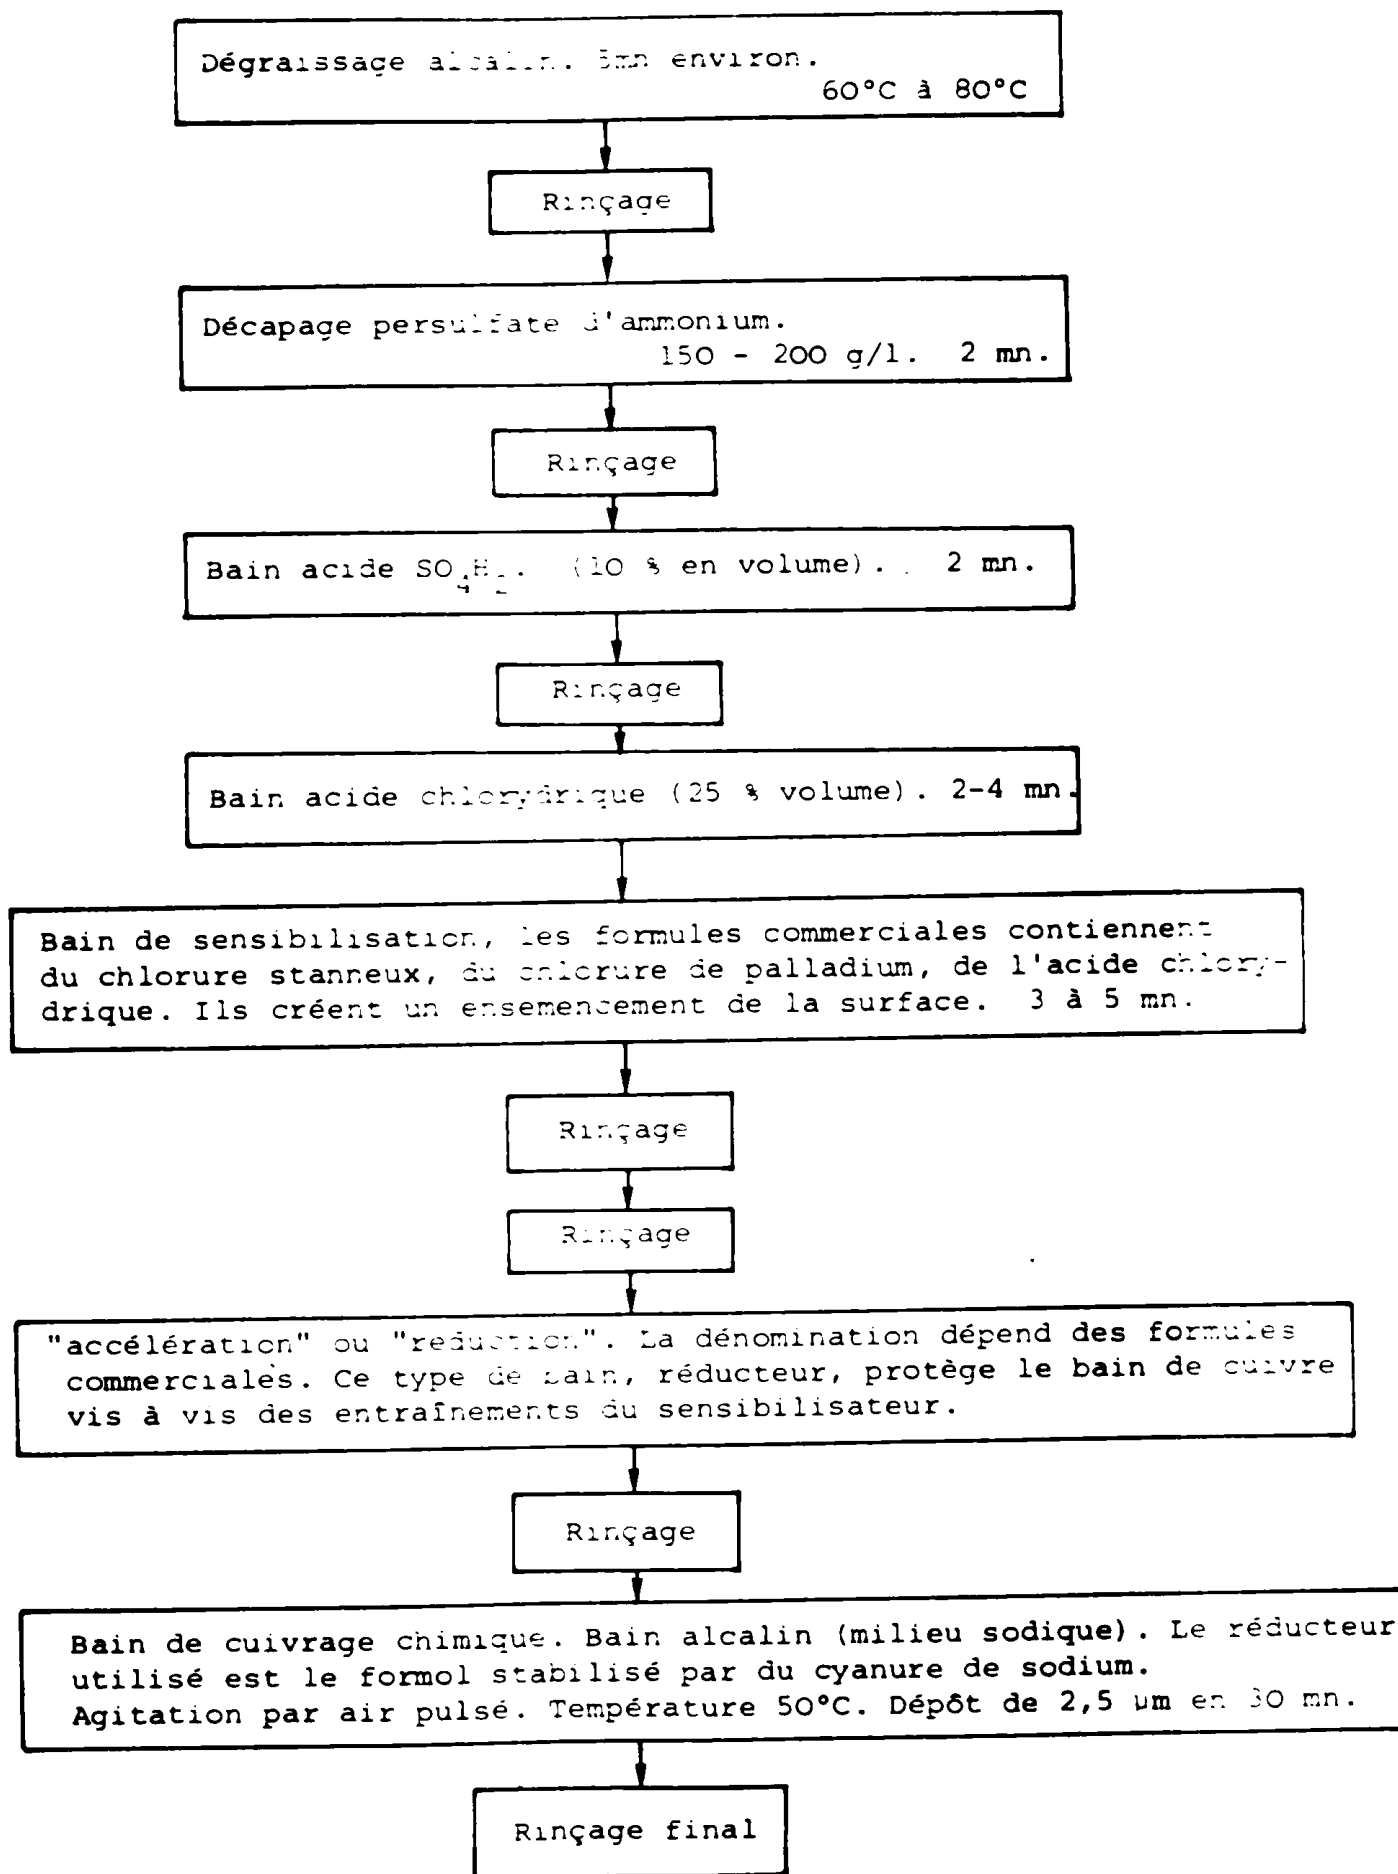 Dégraissage alcalin. 5mn environ.
60°C à 80°C
Rinçage
Décapage persulfate d'ammonium.
150 - 200 g/l. 2 mn.
Rinçage
Bain acide SO4H2. (10 % en volume). 2 mn.
Rinçage
Bain acide chlorydrique (25 % volume). 2-4 mn.
Bain de sensibilisation, les formules commerciales contiennent
du chlorure stanneux, du chlorure de palladium, de l'acide chlory-
drique. Ils créent un ensemencement de la surface. 3 à 5 mn.
Rinçage
Rinçage
"accélération" ou "reduction". La dénomination dépend des formules
commerciales. Ce type de bain, réducteur, protège le bain de cuivre
vis à vis des entraînements du sensibilisateur.
Rinçage
Bain de cuivrage chimique. Bain alcalin (milieu sodique). Le réducteur
utilisé est le formol stabilisé par du cyanure de sodium.
Agitation par air pulsé. Température 50°C. Dépôt de 2,5 µm en 30 mn.
Rinçage final